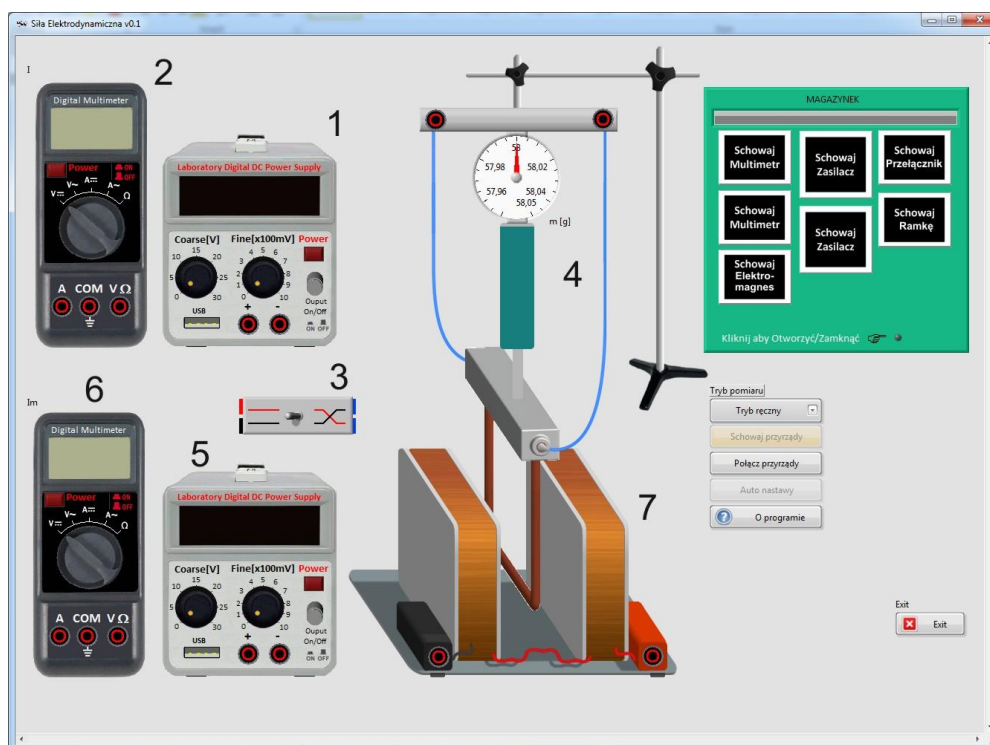 Siła Elektrodynamiczna v0.1
I
2
Digital Multimeter
Power
ON
OFF
V=
V~
A=
A~
Ω
A COM VΩ
1
Laboratory Digital DC Power Supply
Coarse[V] Fine[x100mV] Power
0 5 10 15 20 25 30
0 1 2 3 4 5 6 7 8 9 10
USB
+ -
Ouput
On/Off
ON OFF
3
58
57,98 58,02
57,96 58,04
58,05
m [g]
4
MAGAZYNEK
Schowaj
Multimetr
Schowaj
Zasilacz
Schowaj
Przełącznik
Schowaj
Multimetr
Schowaj
Zasilacz
Schowaj
Ramkę
Schowaj
Elektro-
magnes
Kliknij aby Otworzyć/Zamknąć
Im
6
Digital Multimeter
Power
ON
OFF
V=
V~
A=
A~
Ω
A COM VΩ
5
Laboratory Digital DC Power Supply
Coarse[V] Fine[x100mV] Power
0 5 10 15 20 25 30
0 1 2 3 4 5 6 7 8 9 10
USB
+ -
Ouput
On/Off
ON OFF
7
Tryb pomiaru
Tryb ręczny
Schowaj przyrządy
Połącz przyrządy
Auto nastawy
? O programie
Exit
Exit